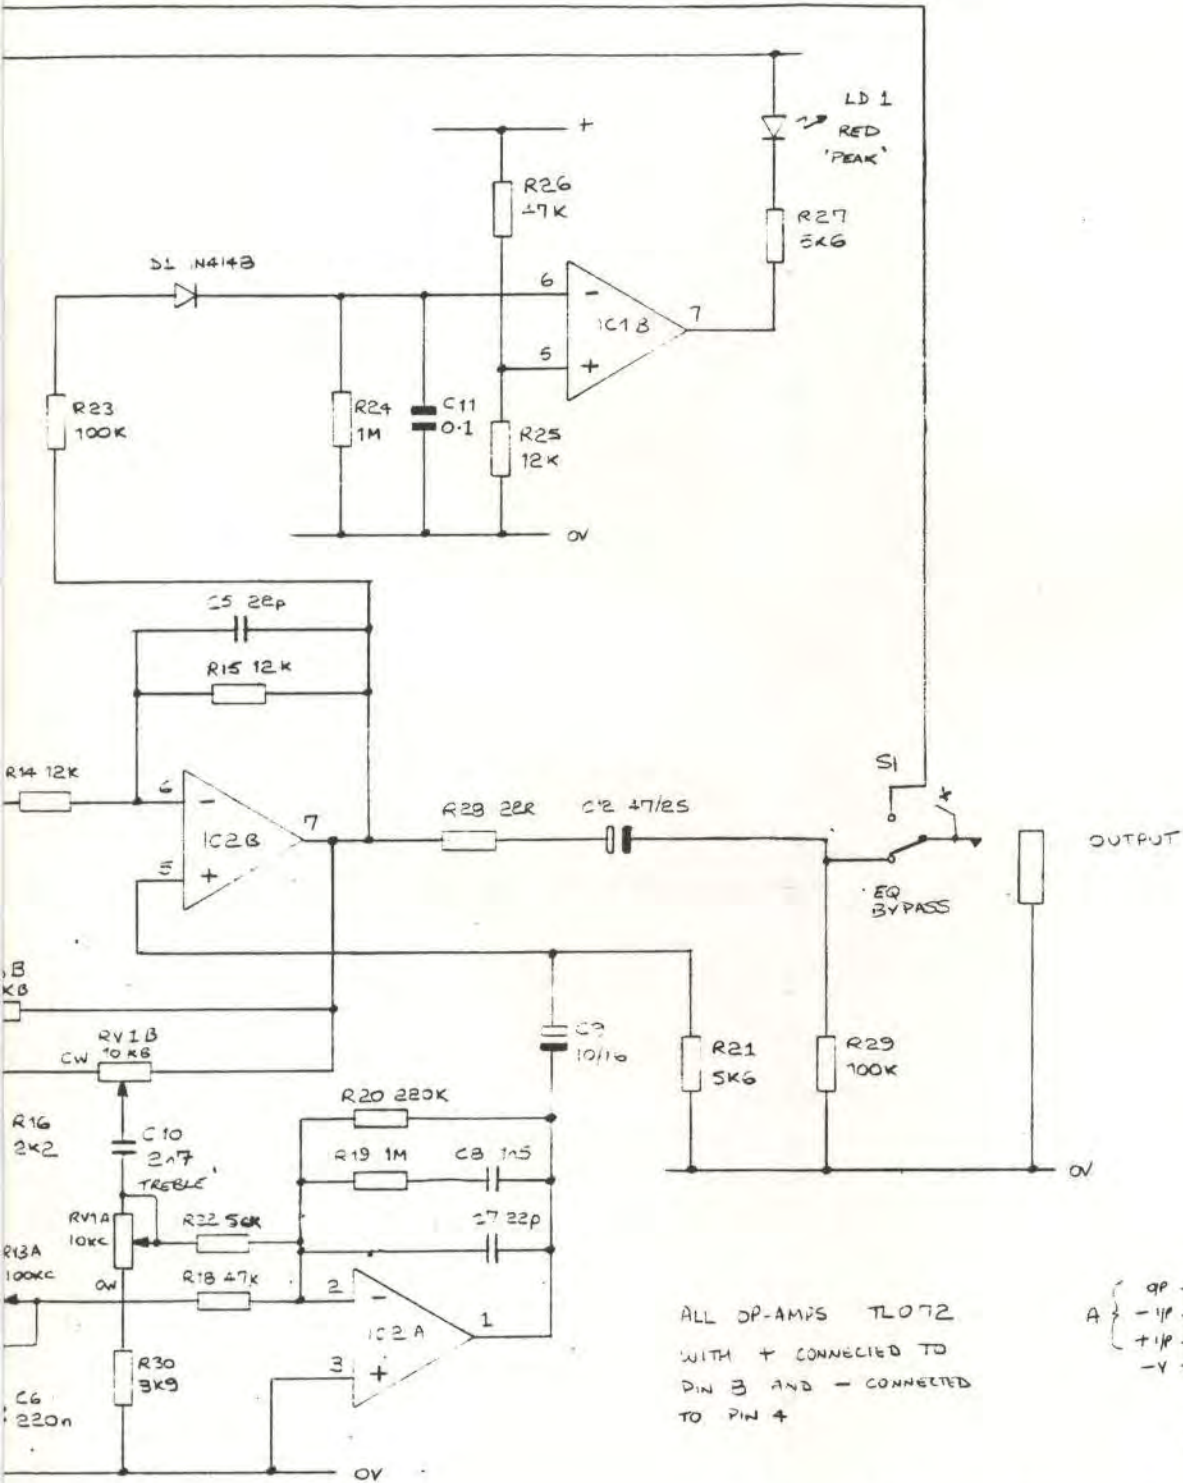 LD 1
RED
'PEAK'
+
R26
47K
R27
5K6
D1 1N4148
6
-
IC1B
7
5
+
R23
100K
R24
1M
C11
0.1
R25
12K
0V
C5 22p
R15 12K
R14 12K
6
-
IC2B
7
5
+
R28 22R
C12 47/25
S1
*
OUTPUT
EQ
BYPASS
B
KB
RV1B
10KB
CW
C9
10/16
R21
5K6
R29
100K
R16
2K2
C10
2n7
'TREBLE'
R20 220K
R19 1M
C8 1n5
0V
RV1A
10KC
R22 56K
C7 22p
RV3A
100KC
CW
R18 47K
2
-
IC2A
1
3
+
R30
3K9
C6
220n
0V
ALL OP-AMPS TL072
WITH + CONNECTED TO
PIN 8 AND - CONNECTED
TO PIN 4
A
- I/P
+ I/P
-V